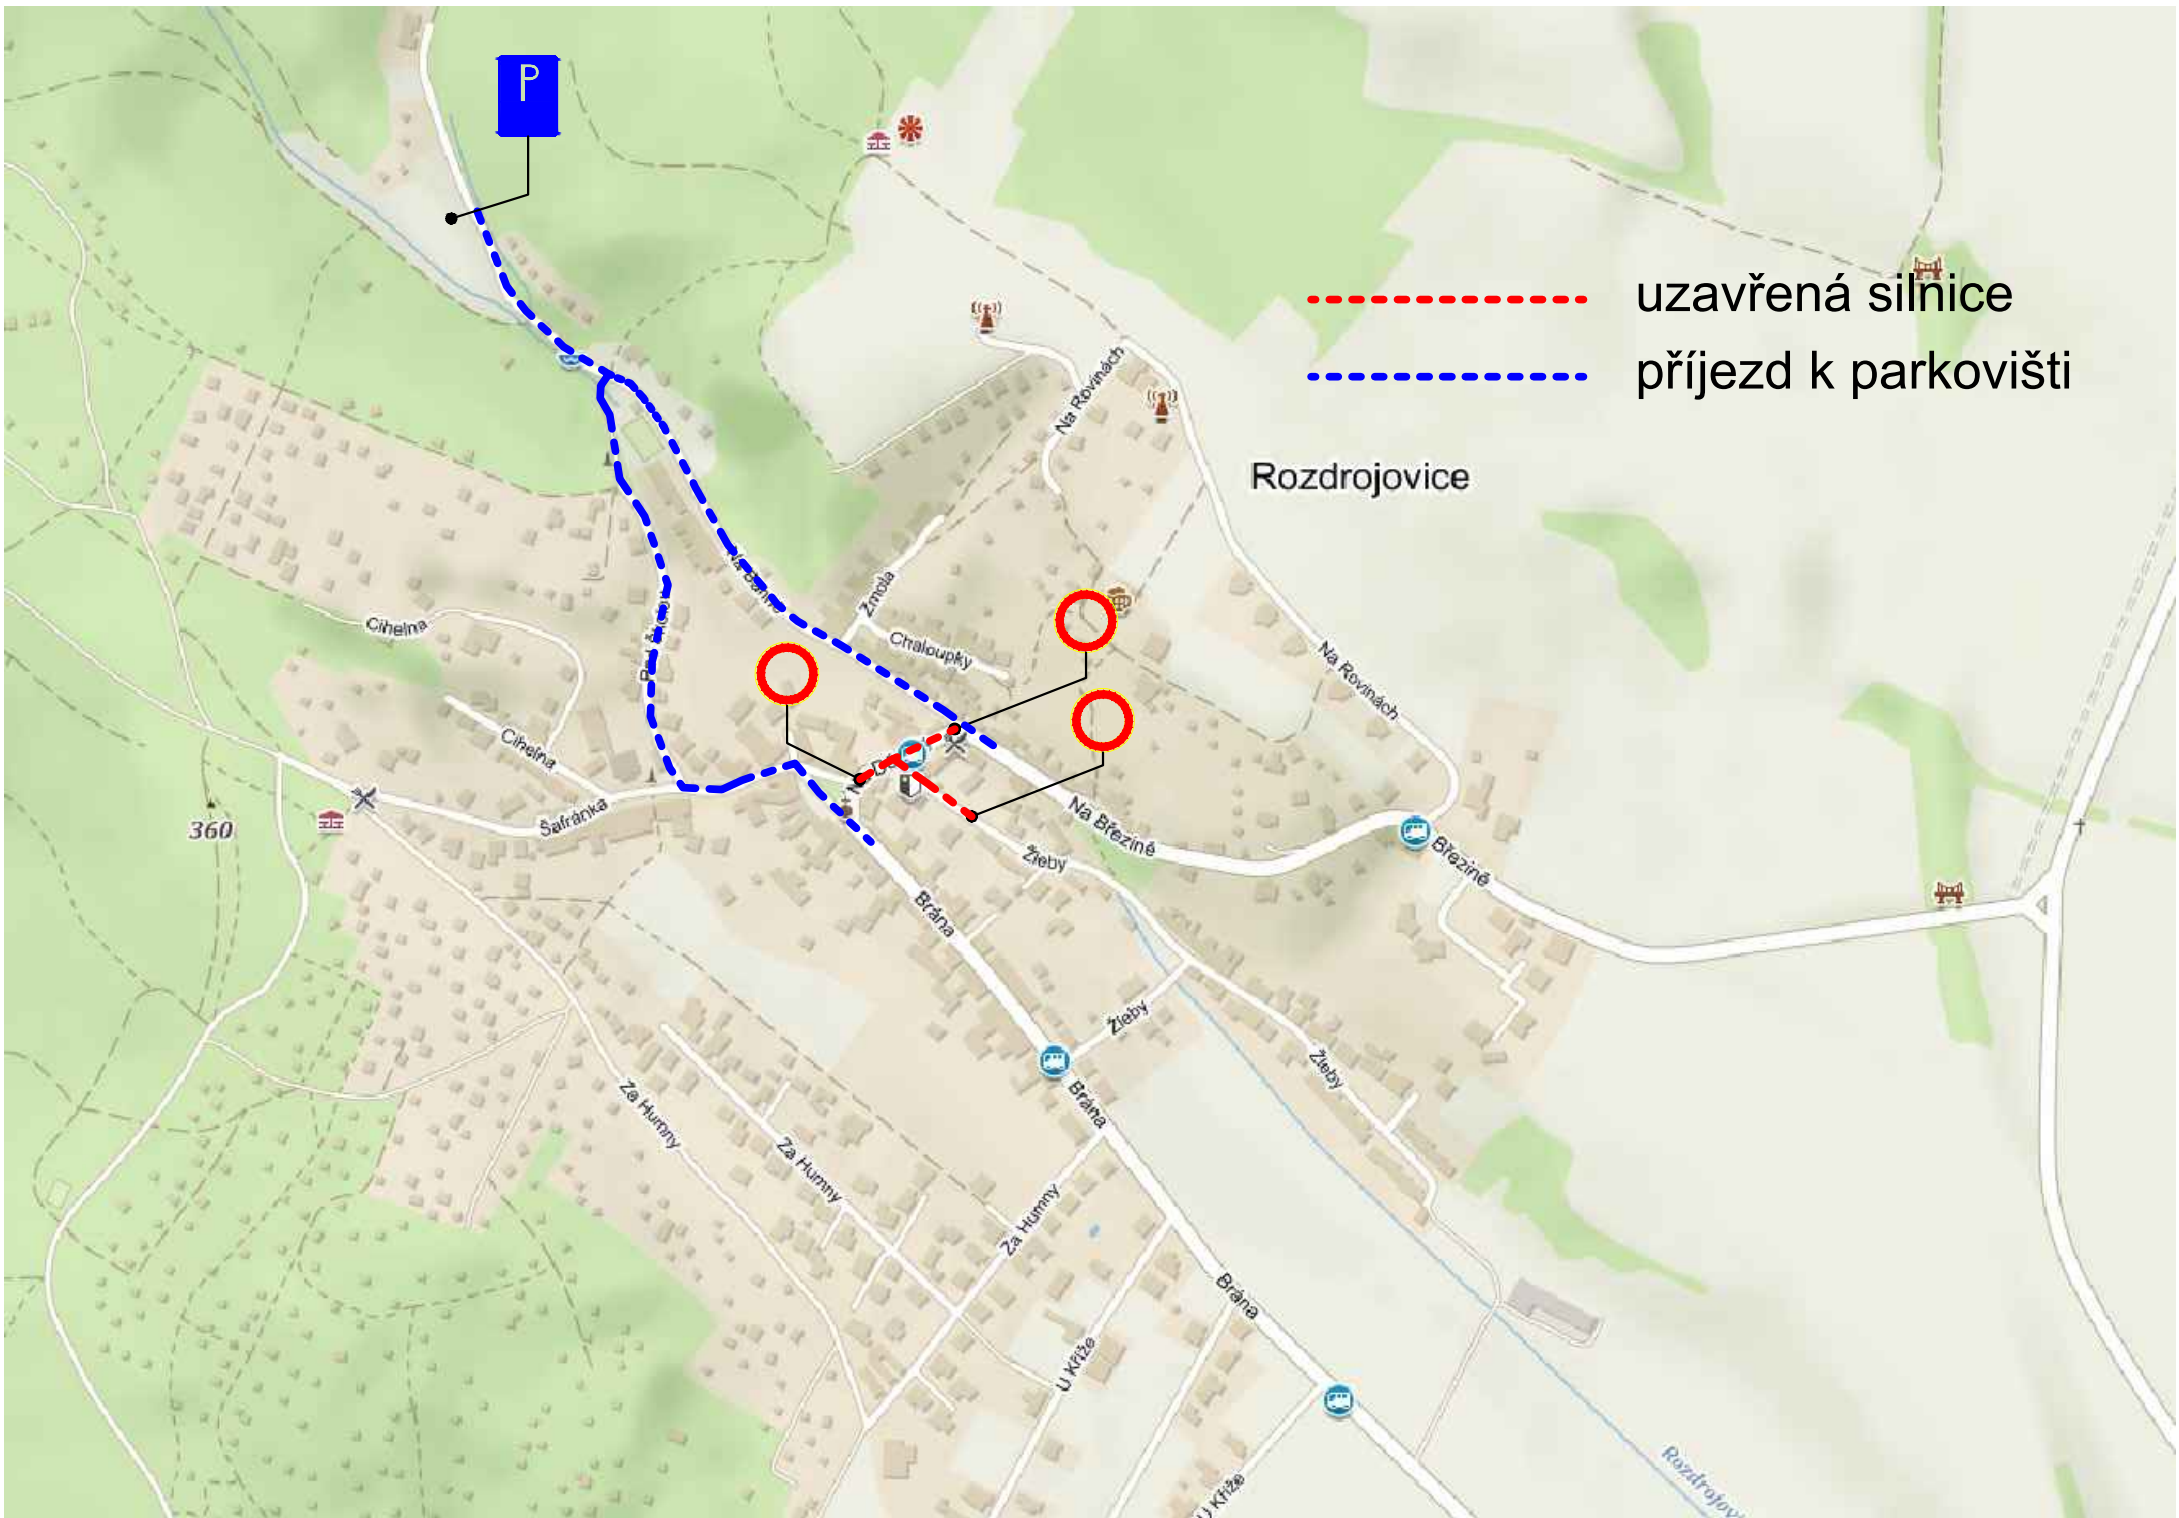 P
uzavřená silnice
příjezd k parkovišti
Na Rovinách
Rozdrojovice
Žmola
Cihelna
Chaloupky
Na Rovinách
Cihelna
Šafránka
360
Na Březině
Březině
Žleby
Brána
Žleby
Žleby
Brána
Za Humny
Za Humny
Za Humny
Brána
U Kříže
U Kříže